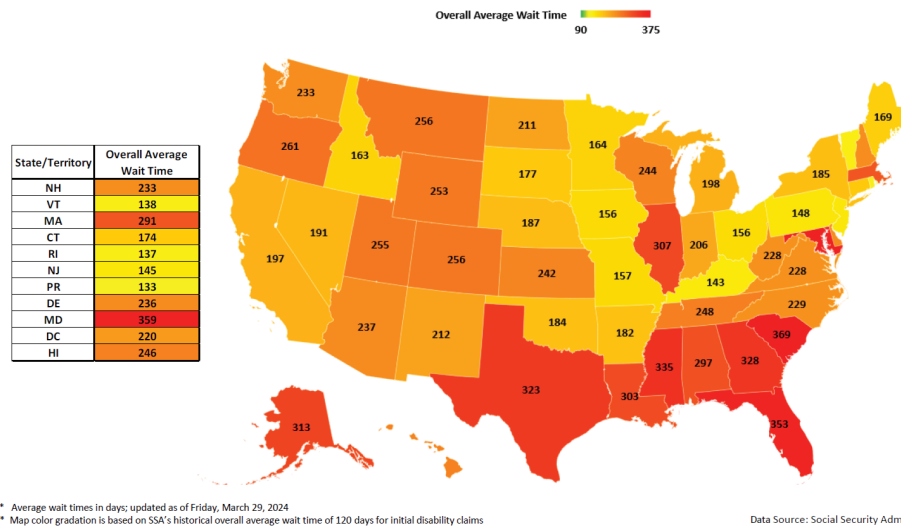 Overall Average Wait Time
90 375
State/Territory Overall Average Wait Time
NH 233
VT 138
MA 291
CT 174
RI 137
NJ 145
PR 133
DE 236
MD 359
DC 220
HI 246
233
256
211
164
169
261
163
177
244
198
185
253
187
156
156
148
197
191
255
256
242
157
307
206
143
228
228
237
212
184
182
248
229
369
323
303
335
297
328
353
313
* Average wait times in days; updated as of Friday, March 29, 2024
* Map color gradation is based on SSA's historical overall average wait time of 120 days for initial disability claims
Data Source: Social Security Adm